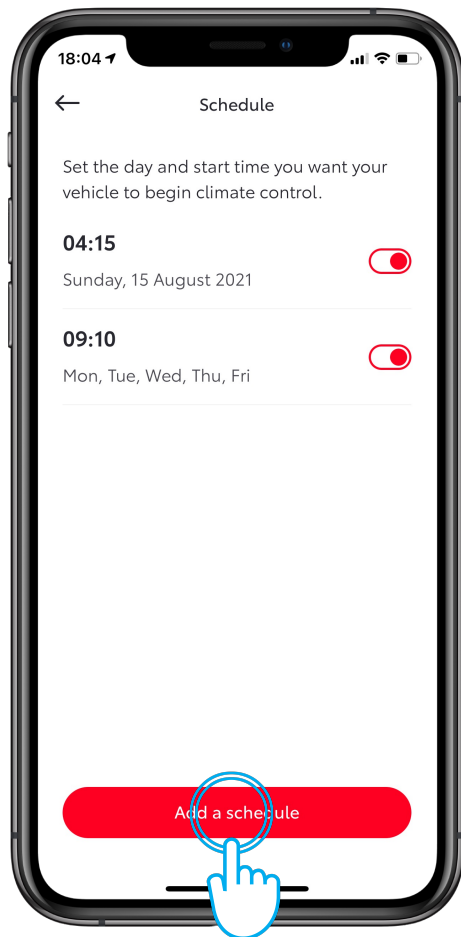 18:04
Schedule
Set the day and start time you want your
vehicle to begin climate control.
04:15
Sunday, 15 August 2021
09:10
Mon, Tue, Wed, Thu, Fri
Add a schedule